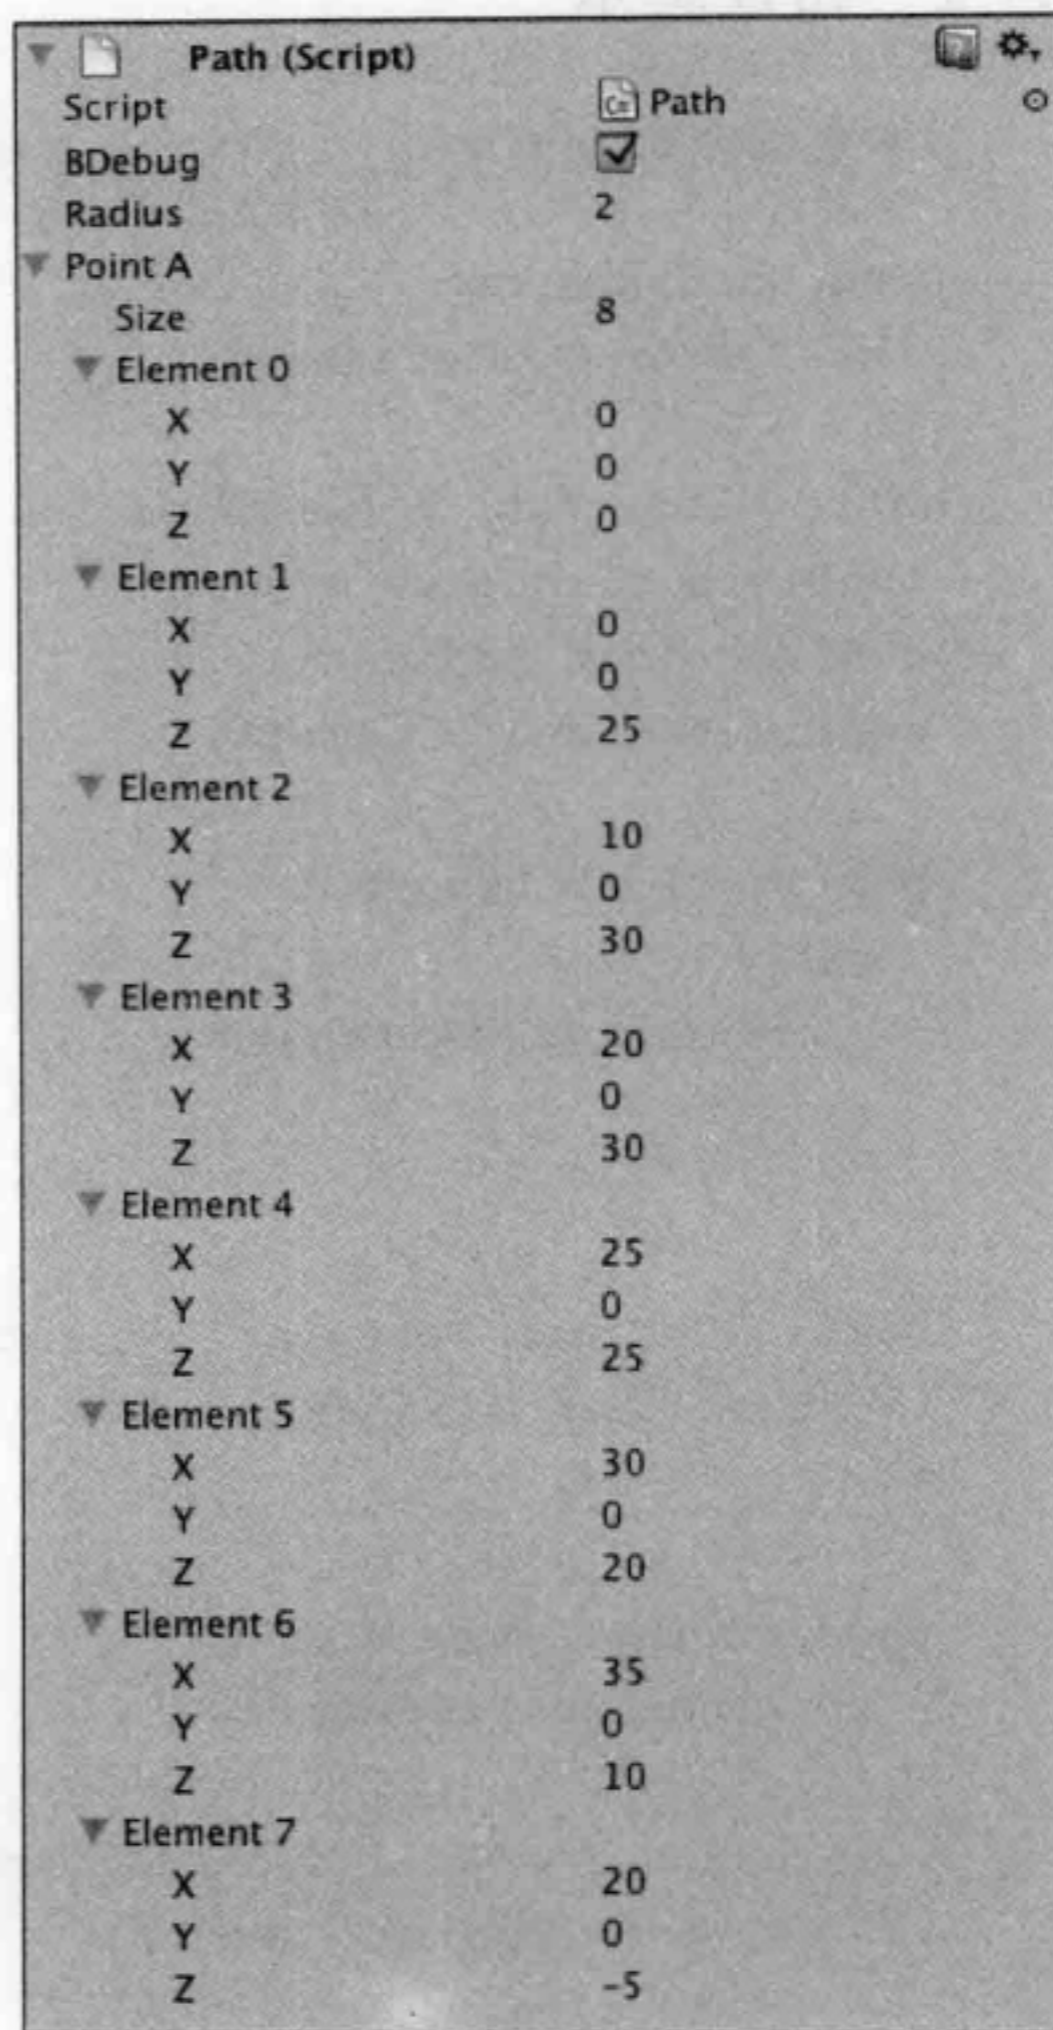 Path (Script)
Script Path
BDebug
Radius 2
Point A
Size 8
Element 0
X 0
Y 0
Z 0
Element 1
X 0
Y 0
Z 25
Element 2
X 10
Y 0
Z 30
Element 3
X 20
Y 0
Z 30
Element 4
X 25
Y 0
Z 25
Element 5
X 30
Y 0
Z 20
Element 6
X 35
Y 0
Z 10
Element 7
X 20
Y 0
Z -5